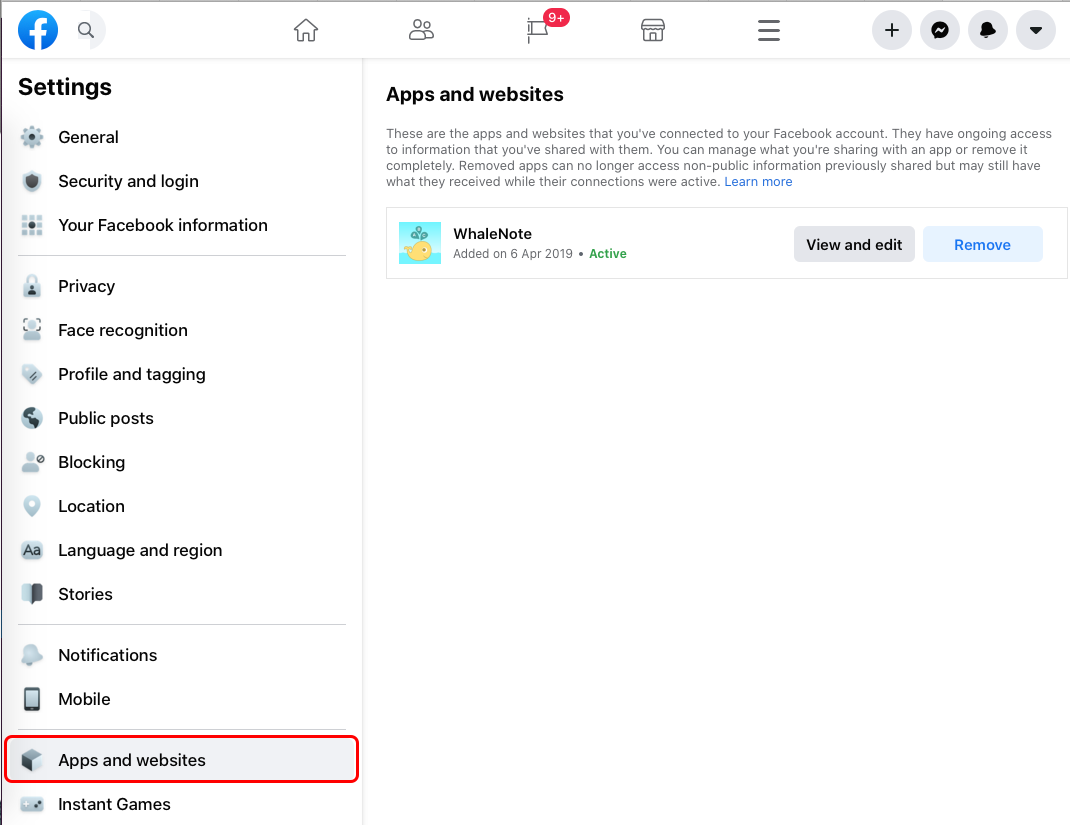 9+
Settings
General
Security and login
Your Facebook information
Privacy
Face recognition
Profile and tagging
Public posts
Blocking
Location
Aa Language and region
Stories
Notifications
Mobile
Apps and websites
Instant Games
Apps and websites
These are the apps and websites that you've connected to your Facebook account. They have ongoing access
to information that you've shared with them. You can manage what you're sharing with an app or remove it
completely. Removed apps can no longer access non-public information previously shared but may still have
what they received while their connections were active. Learn more
WhaleNote
Added on 6 Apr 2019 • Active
View and edit
Remove